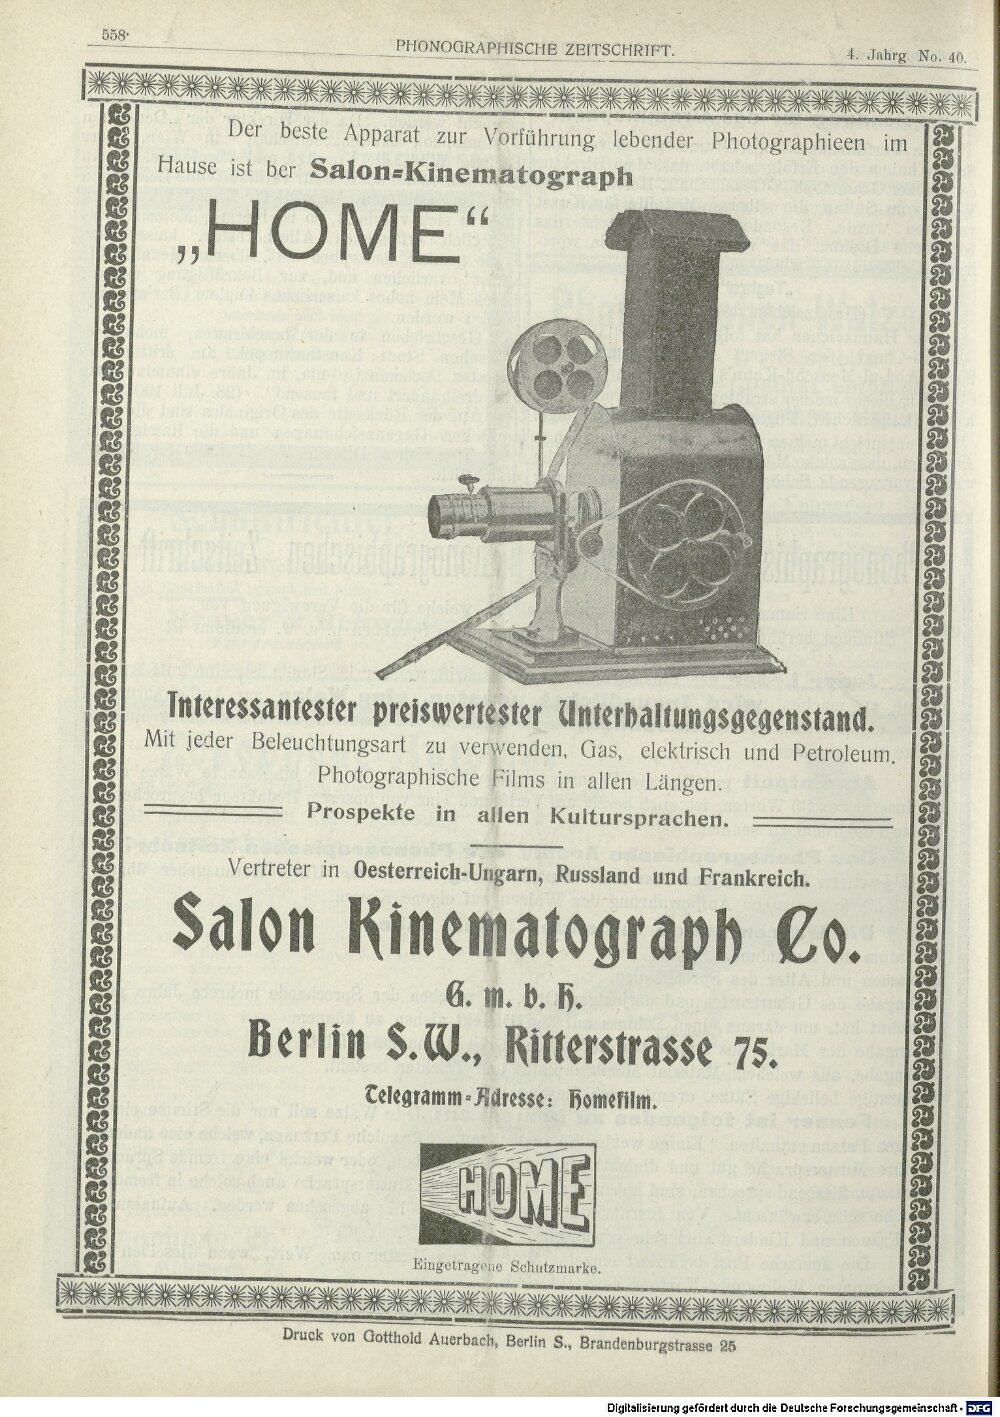 558·
PHONOGRAPHISCHE ZEITSCHRIFT.
4. Jahrg. No. 40.
Der beste Apparat zur Vorführung lebender Photographieen im
Hause ist ber Salon=Kinematograph
„HOME“
Interessantester preiswertester Unterhaltungsgegenstand.
Mit jeder Beleuchtungsart zu verwenden, Gas, elektrisch und Petroleum.
Photographische Films in allen Längen.
Prospekte in allen Kultursprachen.
Vertreter in Oesterreich-Ungarn, Russland und Frankreich.
Salon Kinematograph Co.
G. m. b. H.
Berlin S.W., Ritterstrasse 75.
Telegramm=Adresse: Homefilm.
HOME
Eingetragene Schutzmarke.
Druck von Gotthold Auerbach, Berlin S., Brandenburgstrasse 25
Digitalisierung gefördert durch die Deutsche Forschungsgemeinschaft - DFG